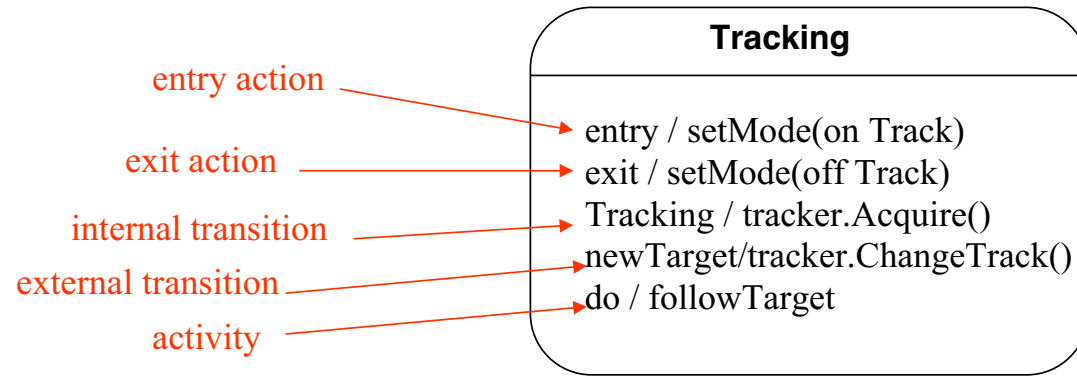 Tracking
entry action
exit action
internal transition
external transition
activity
entry / setMode(on Track)
exit / setMode(off Track)
Tracking / tracker.Acquire()
newTarget/tracker.ChangeTrack()
do / followTarget